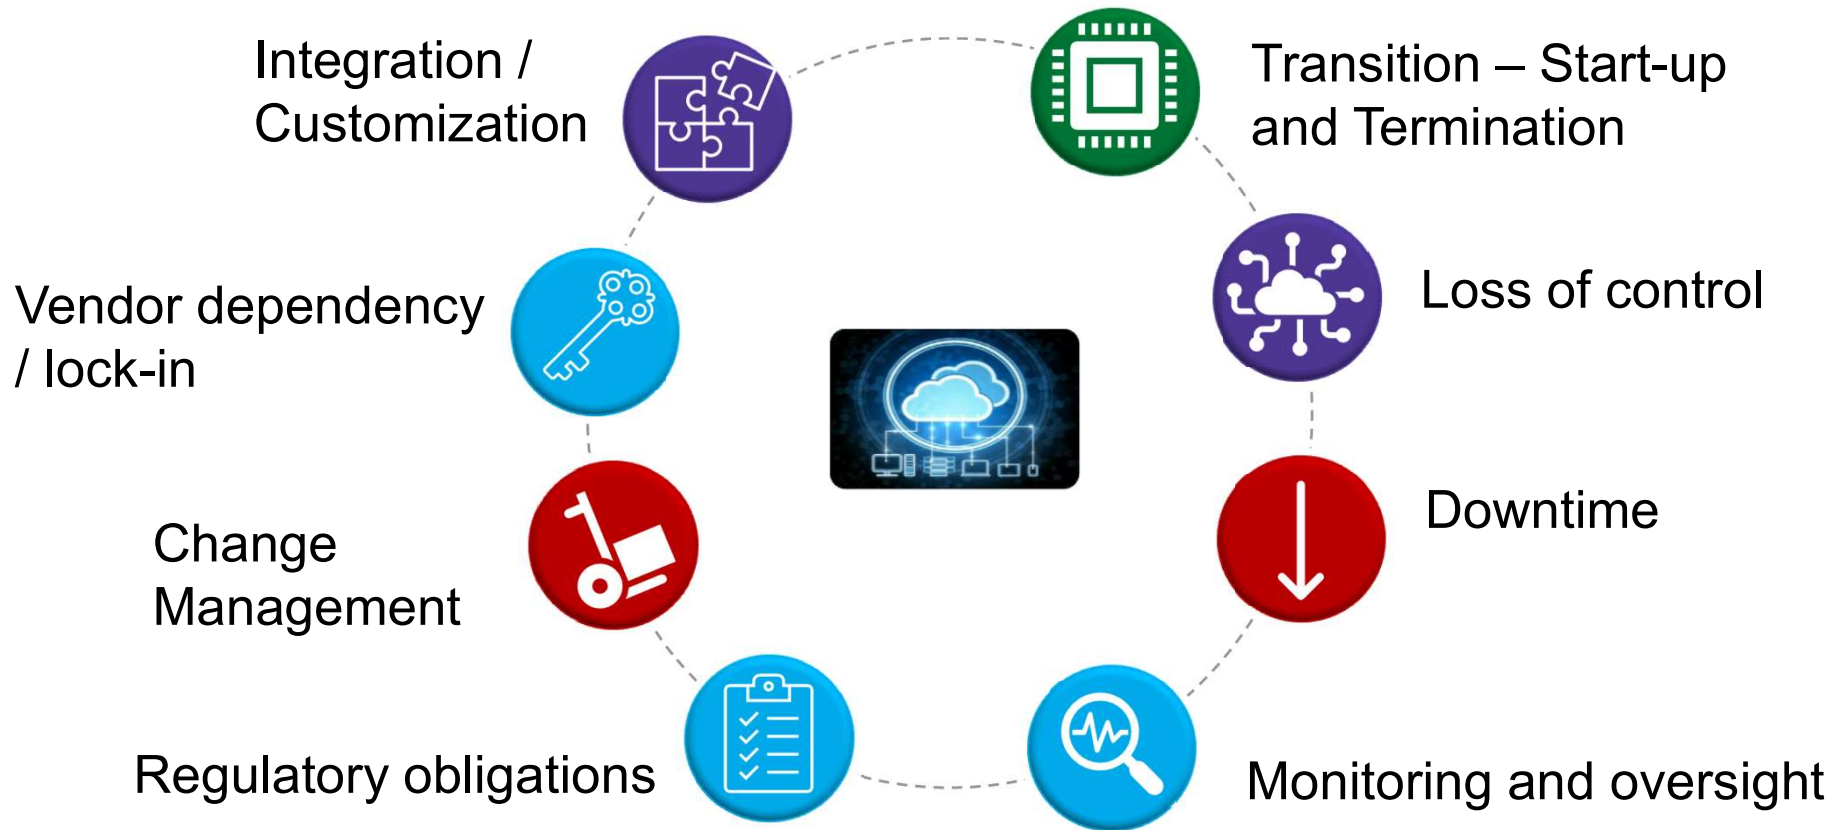 Integration /
Customization
Transition – Start-up
and Termination
Vendor dependency
/ lock-in
Loss of control
Change
Management
Downtime
Regulatory obligations
Monitoring and oversight